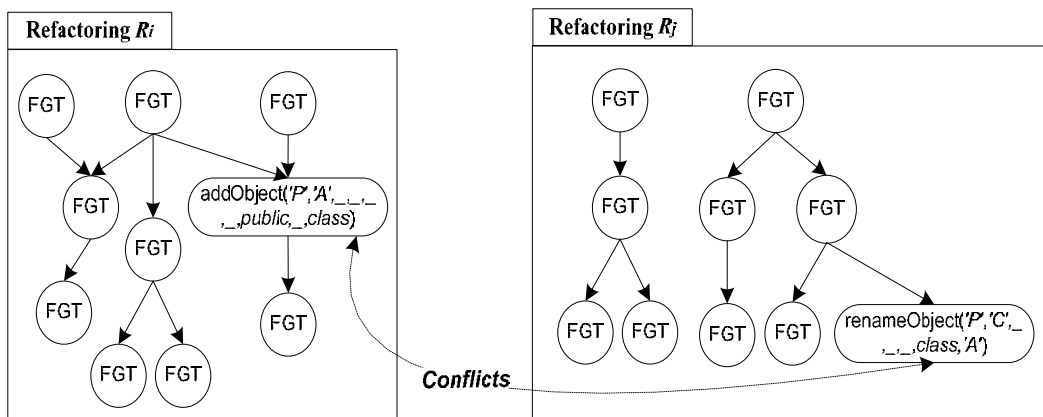 Refactoring Ri
FGT
FGT
FGT
FGT
addObject('P','A',_,_,_
,_,public,_,class)
FGT
FGT
FGT
FGT
FGT
Refactoring Rj
FGT
FGT
FGT
FGT
FGT
FGT
FGT
FGT
FGT
renameObject('P','C',_
,_,_,class,'A')
Conflicts